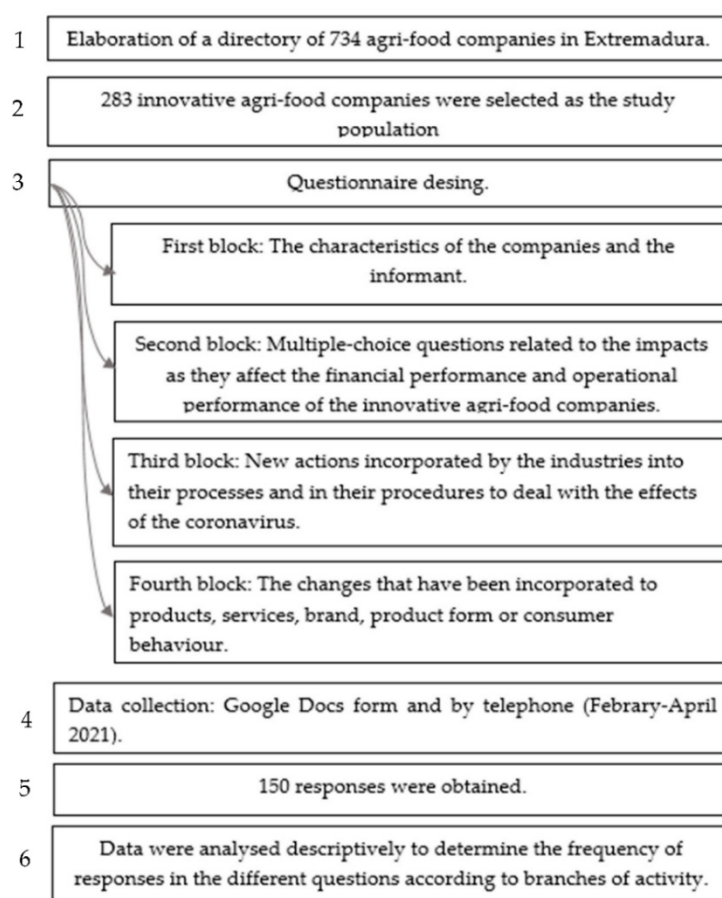 1 Elaboration of a directory of 734 agri-food companies in Extremadura.
2 283 innovative agri-food companies were selected as the study
population
3 Questionnaire desing.
First block: The characteristics of the companies and the
informant.
Second block: Multiple-choice questions related to the impacts
as they affect the financial performance and operational
performance of the innovative agri-food companies.
Third block: New actions incorporated by the industries into
their processes and in their procedures to deal with the effects
of the coronavirus.
Fourth block: The changes that have been incorporated to
products, services, brand, product form or consumer
behaviour.
4 Data collection: Google Docs form and by telephone (Febrary-April
2021).
5 150 responses were obtained.
6 Data were analysed descriptively to determine the frequency of
responses in the different questions according to branches of activity.